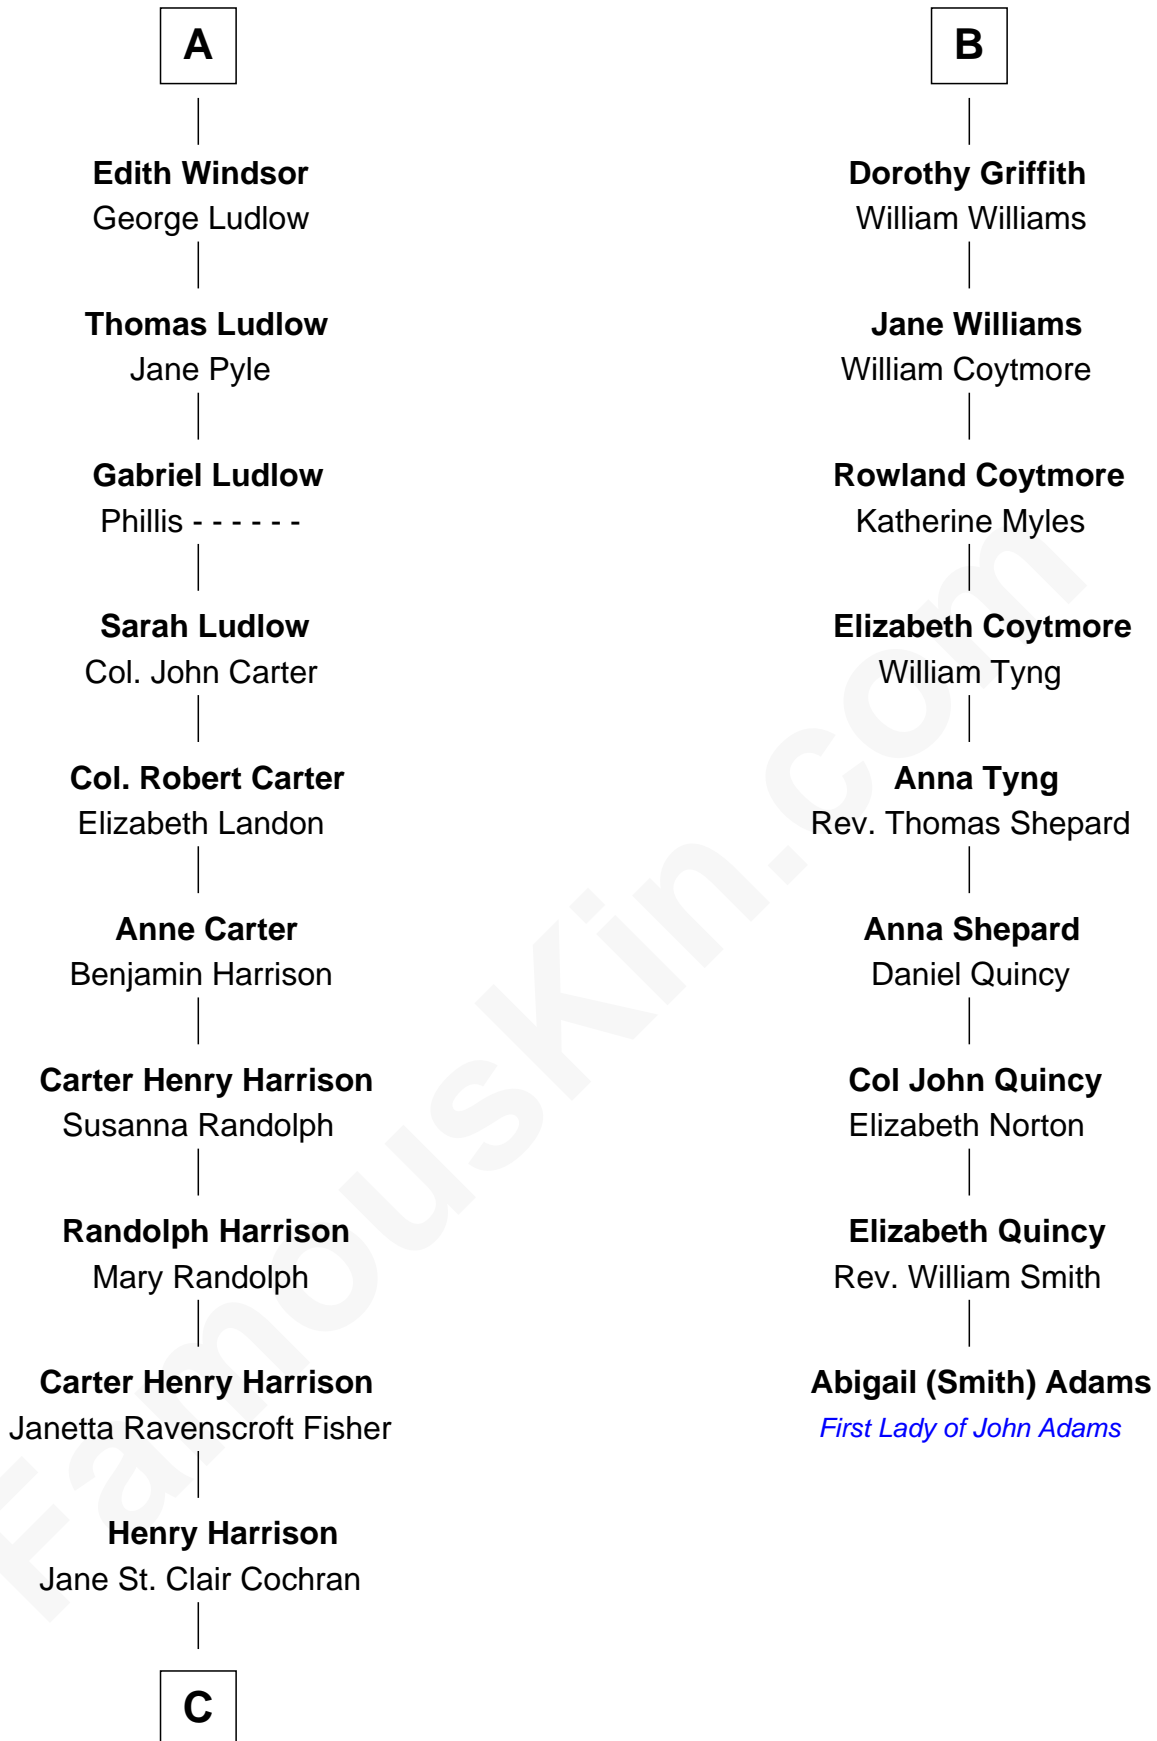 A
Edith Windsor
George Ludlow
Thomas Ludlow
Jane Pyle
Gabriel Ludlow
Phillis - - - - - -
Sarah Ludlow
Col. John Carter
Col. Robert Carter
Elizabeth Landon
Anne Carter
Benjamin Harrison
Carter Henry Harrison
Susanna Randolph
Randolph Harrison
Mary Randolph
Carter Henry Harrison
Janetta Ravenscroft Fisher
Henry Harrison
Jane St. Clair Cochran
C
B
Dorothy Griffith
William Williams
Jane Williams
William Coytmore
Rowland Coytmore
Katherine Myles
Elizabeth Coytmore
William Tyng
Anna Tyng
Rev. Thomas Shepard
Anna Shepard
Daniel Quincy
Col John Quincy
Elizabeth Norton
Elizabeth Quincy
Rev. William Smith
Abigail (Smith) Adams
First Lady of John Adams
FamousKin.com